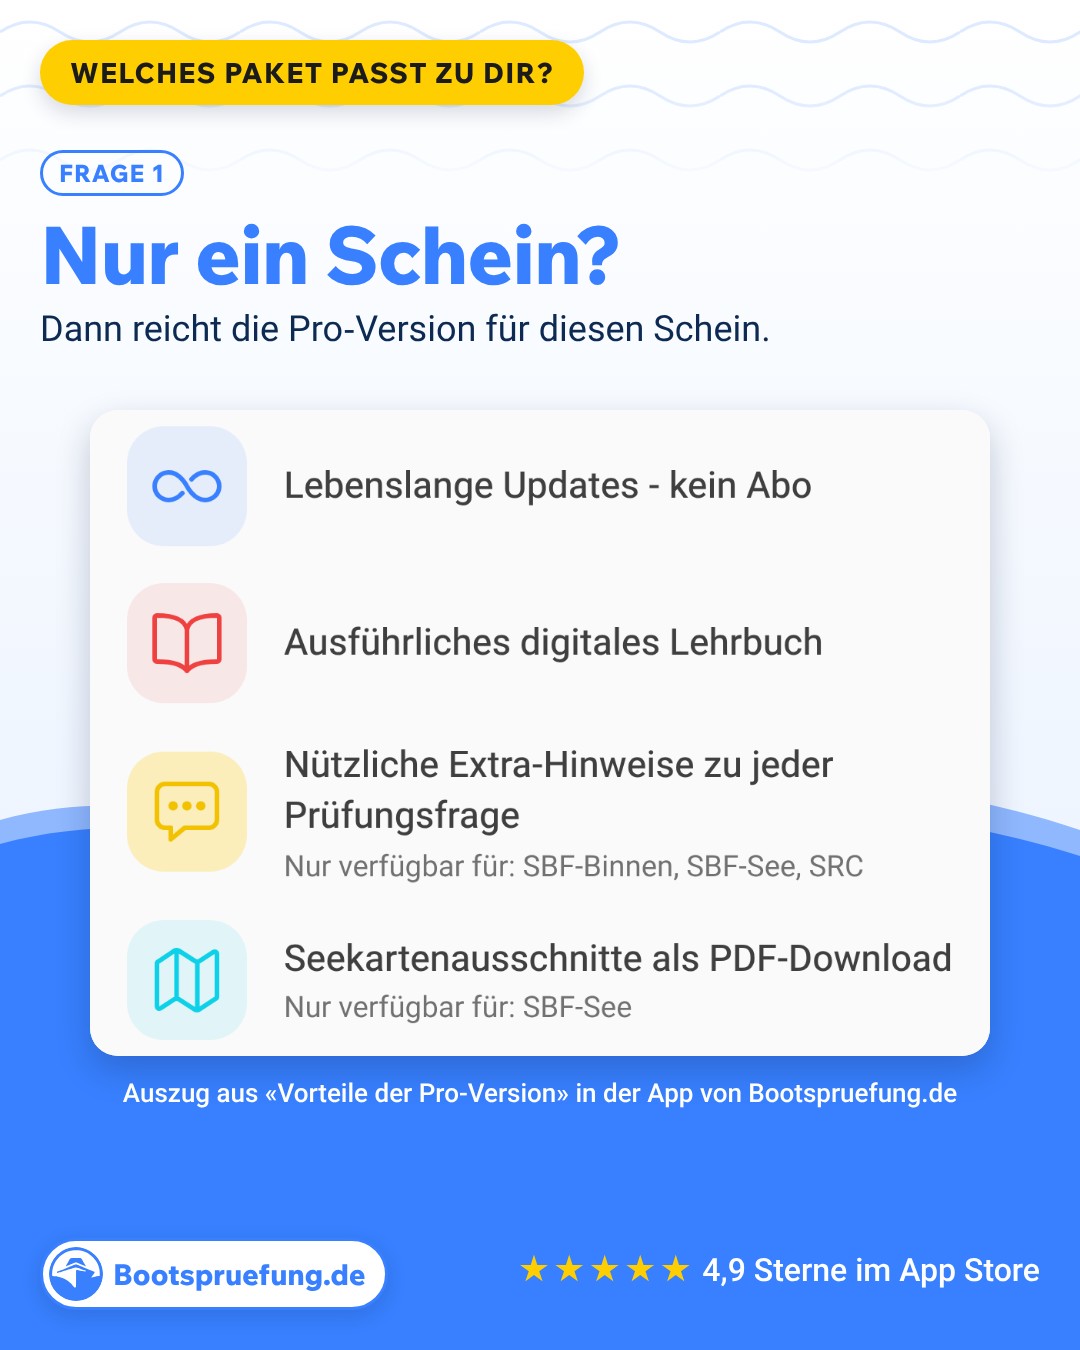 WELCHES PAKET PASST ZU DIR?
FRAGE 1
Nur ein Schein?
Dann reicht die Pro-Version für diesen Schein.
Lebenslange Updates - kein Abo
Ausführliches digitales Lehrbuch
Nützliche Extra-Hinweise zu jeder
Prüfungsfrage
Nur verfügbar für: SBF-Binnen, SBF-See, SRC
Seekartenausschnitte als PDF-Download
Nur verfügbar für: SBF-See
Auszug aus «Vorteile der Pro-Version» in der App von Bootspruefung.de
Bootspruefung.de
★★★★★ 4,9 Sterne im App Store